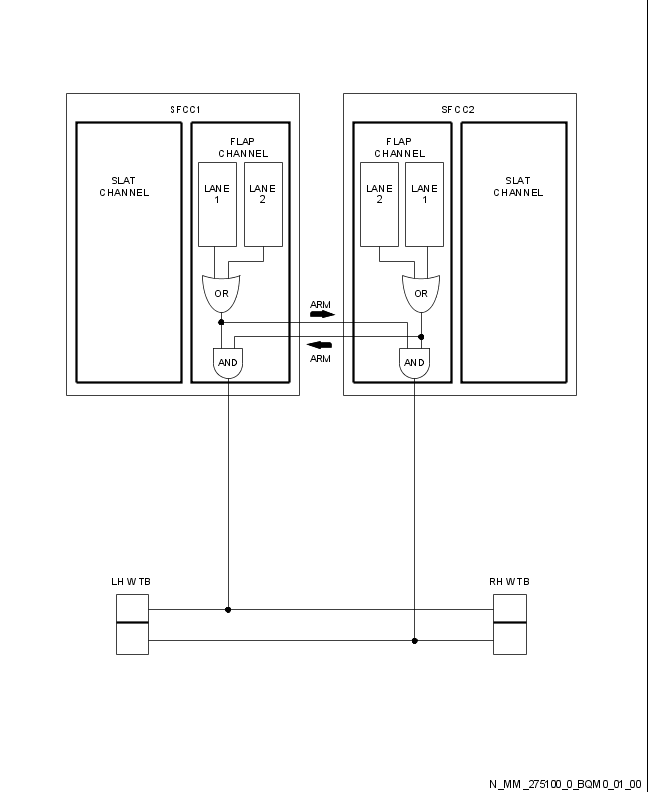 SFCC1
SLAT
CHANNEL
FLAP
CHANNEL
LANE
1
LANE
2
OR
AND
SFCC2
FLAP
CHANNEL
LANE
2
LANE
1
OR
AND
SLAT
CHANNEL
ARM
ARM
LH WTB
RH WTB
N_MM_275100_0_BQM0_01_00